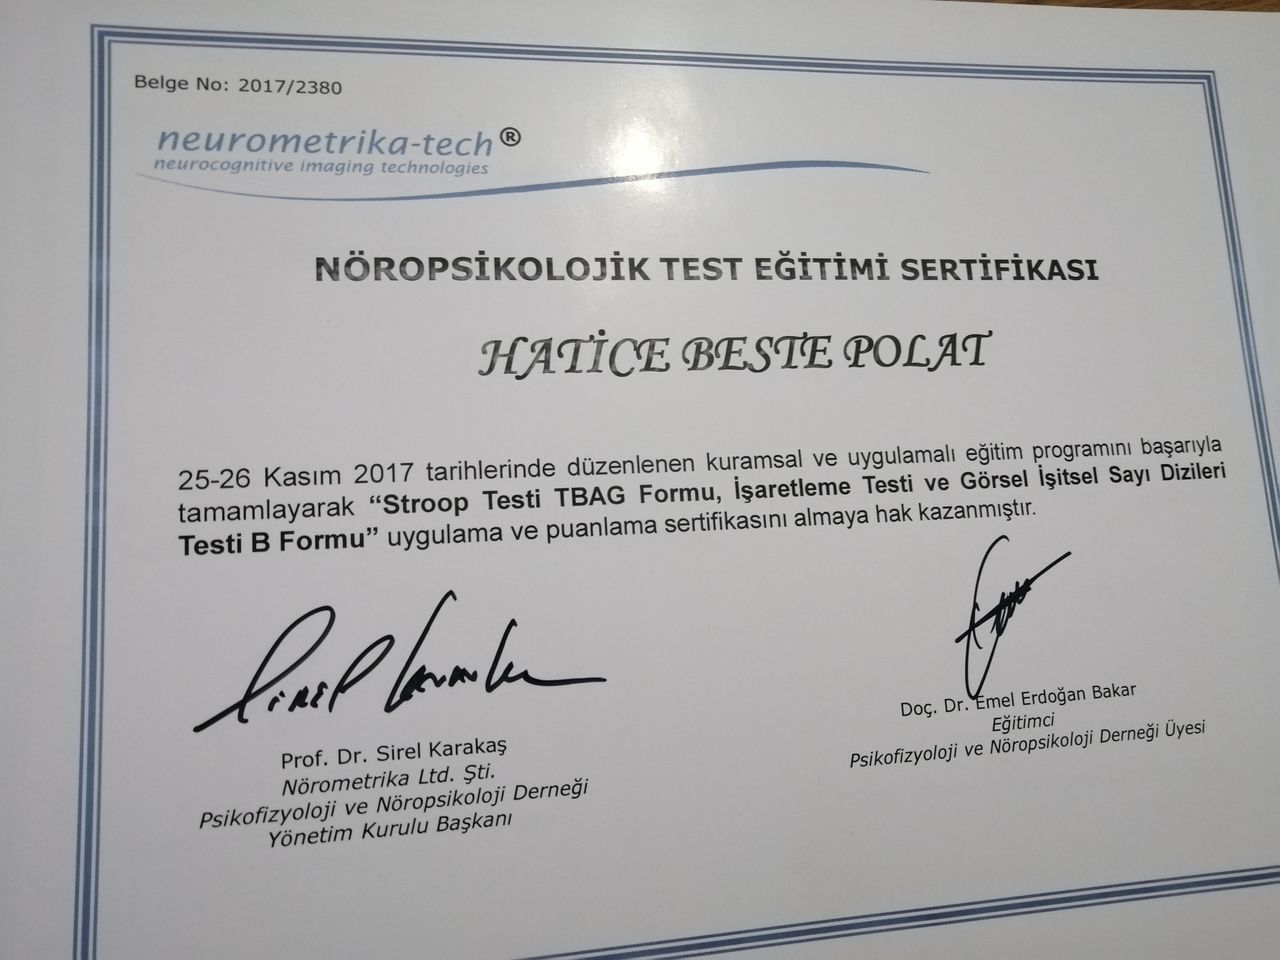 Belge No: 2017/2380
neurometrika-tech®
neurocognitive imaging technologies
NÖROPSİKOLOJİK TEST EĞİTİMİ SERTİFİKASI
HATİCE BESTE POLAT
25-26 Kasım 2017 tarihlerinde düzenlenen kuramsal ve uygulamalı eğitim programını başarıyla
tamamlayarak “Stroop Testi TBAG Formu, İşaretleme Testi ve Görsel İşitsel Sayı Dizileri
Testi B Formu” uygulama ve puanlama sertifikasını almaya hak kazanmıştır.
Sirel Karakaş
Prof. Dr. Sirel Karakaş
Nörometrika Ltd. Şti.
Psikofizyoloji ve Nöropsikoloji Derneği
Yönetim Kurulu Başkanı
Doç. Dr. Emel Erdoğan Bakar
Eğitimci
Psikofizyoloji ve Nöropsikoloji Derneği Üyesi